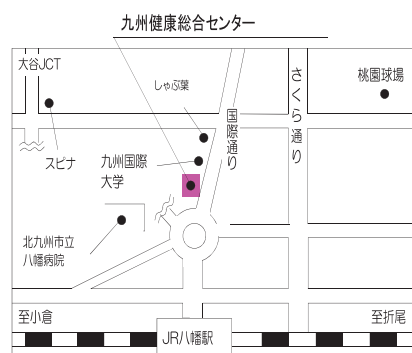 九州健康総合センター
大谷JCT
桃園球場
しゃぶ葉
さくら通り
国際通り
スピナ
九州国際
大学
北九州市立
八幡病院
至小倉
至折尾
JR八幡駅